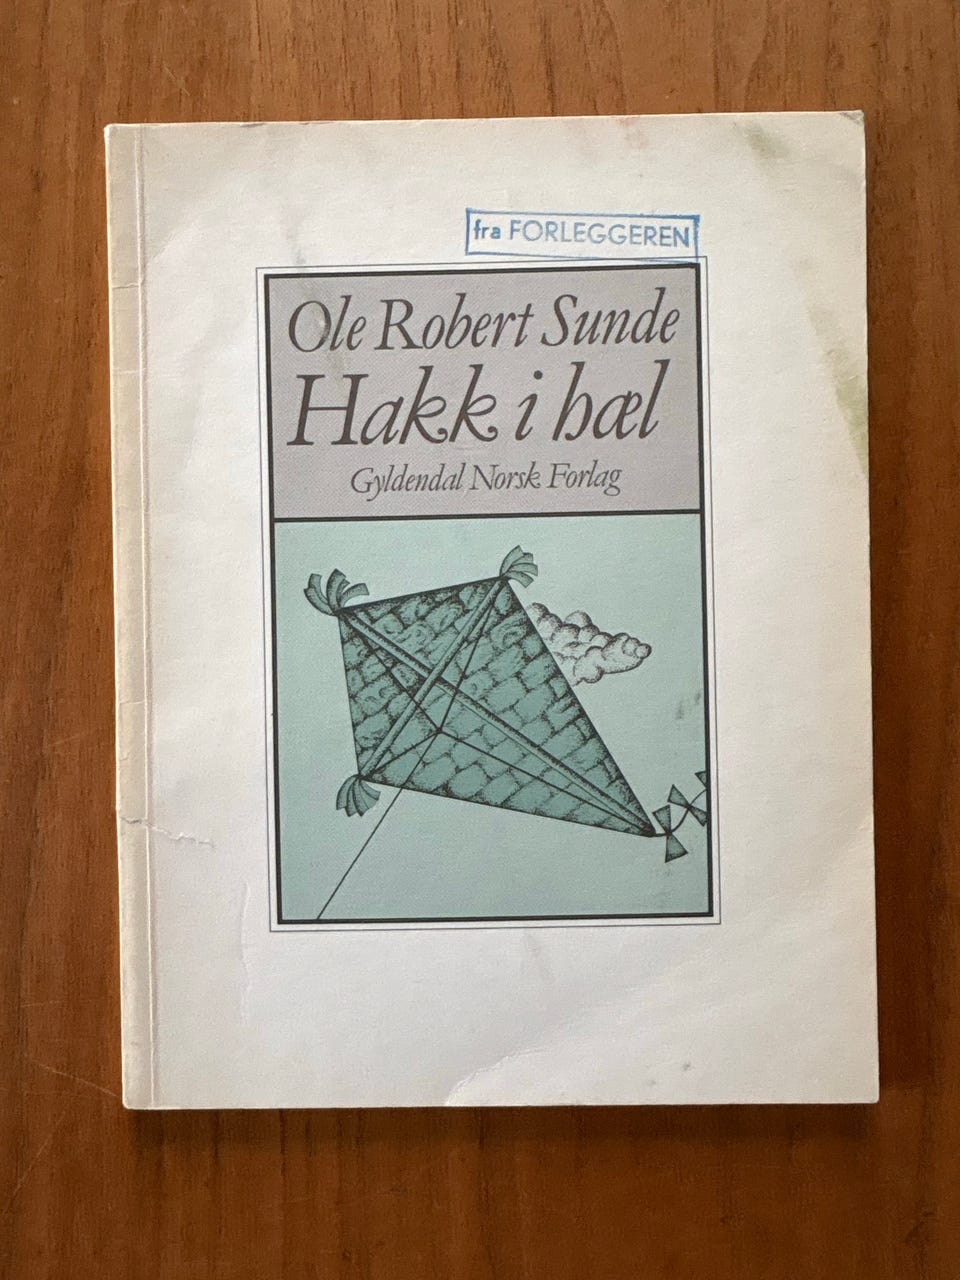 fra FORLEGGEREN
Ole Robert Sunde
Hakk i hæl
Gyldendal Norsk Forlag